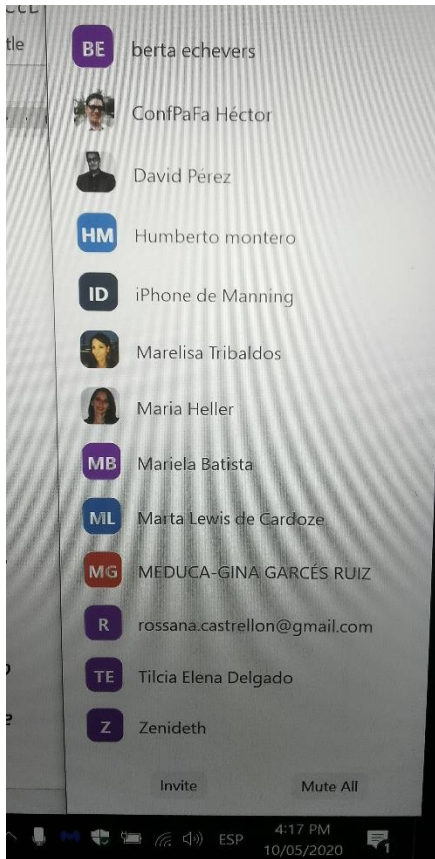 tle
BE berta echevers
ConfPaFa Héctor
David Pérez
HM Humberto montero
ID iPhone de Manning
Marelisa Tribaldos
Maria Heller
MB Mariela Batista
ML Marta Lewis de Cardoze
MG MEDUCA-GINA GARCÉS RUIZ
R rossana.castrellon@gmail.com
TE Tilcia Elena Delgado
Z Zenideth
Invite Mute All
ESP 4:17 PM
10/05/2020 1